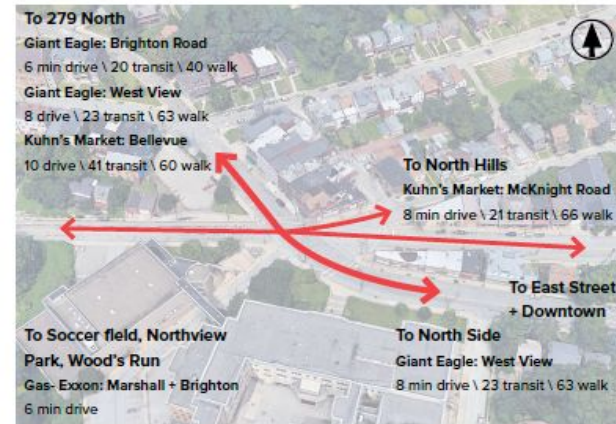 To 279 North
Giant Eagle: Brighton Road
6 min drive \ 20 transit \ 40 walk
Giant Eagle: West View
8 drive \ 23 transit \ 63 walk
Kuhn's Market: Bellevue
10 drive \ 41 transit \ 60 walk
To North Hills
Kuhn's Market: McKnight Road
8 min drive \ 21 transit \ 66 walk
To East Street
+ Downtown
To Soccer field, Northview
Park, Wood's Run
Gas- Exxon: Marshall + Brighton
6 min drive
To North Side
Giant Eagle: West View
8 min drive \ 23 transit \ 63 walk